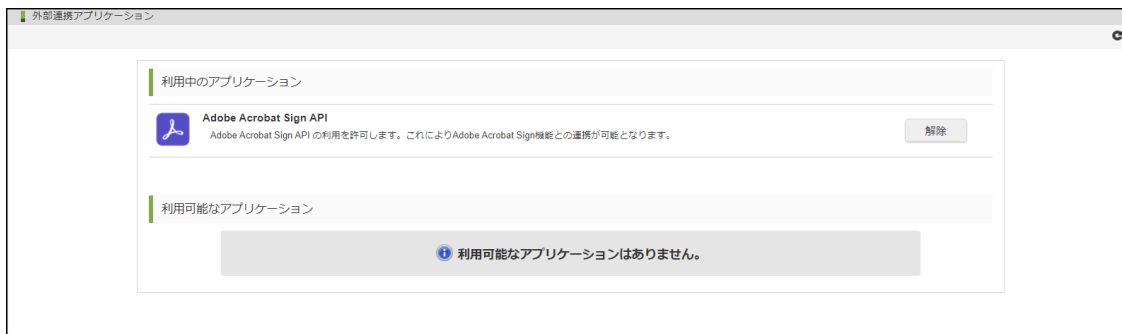 外部連携アプリケーション
利用中のアプリケーション
Adobe Acrobat Sign API
Adobe Acrobat Sign API の利用を許可します。これによりAdobe Acrobat Sign機能との連携が可能となります。
解除
利用可能なアプリケーション
利用可能なアプリケーションはありません。